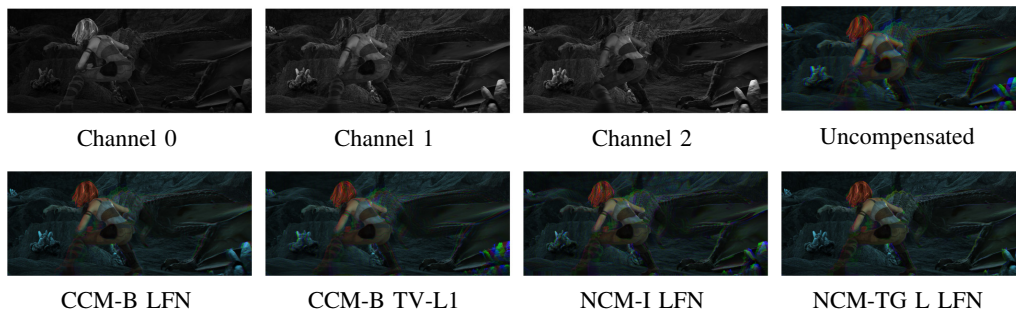 Channel 0
Channel 1
Channel 2
Uncompensated
CCM-B LFN
CCM-B TV-L1
NCM-I LFN
NCM-TG L LFN